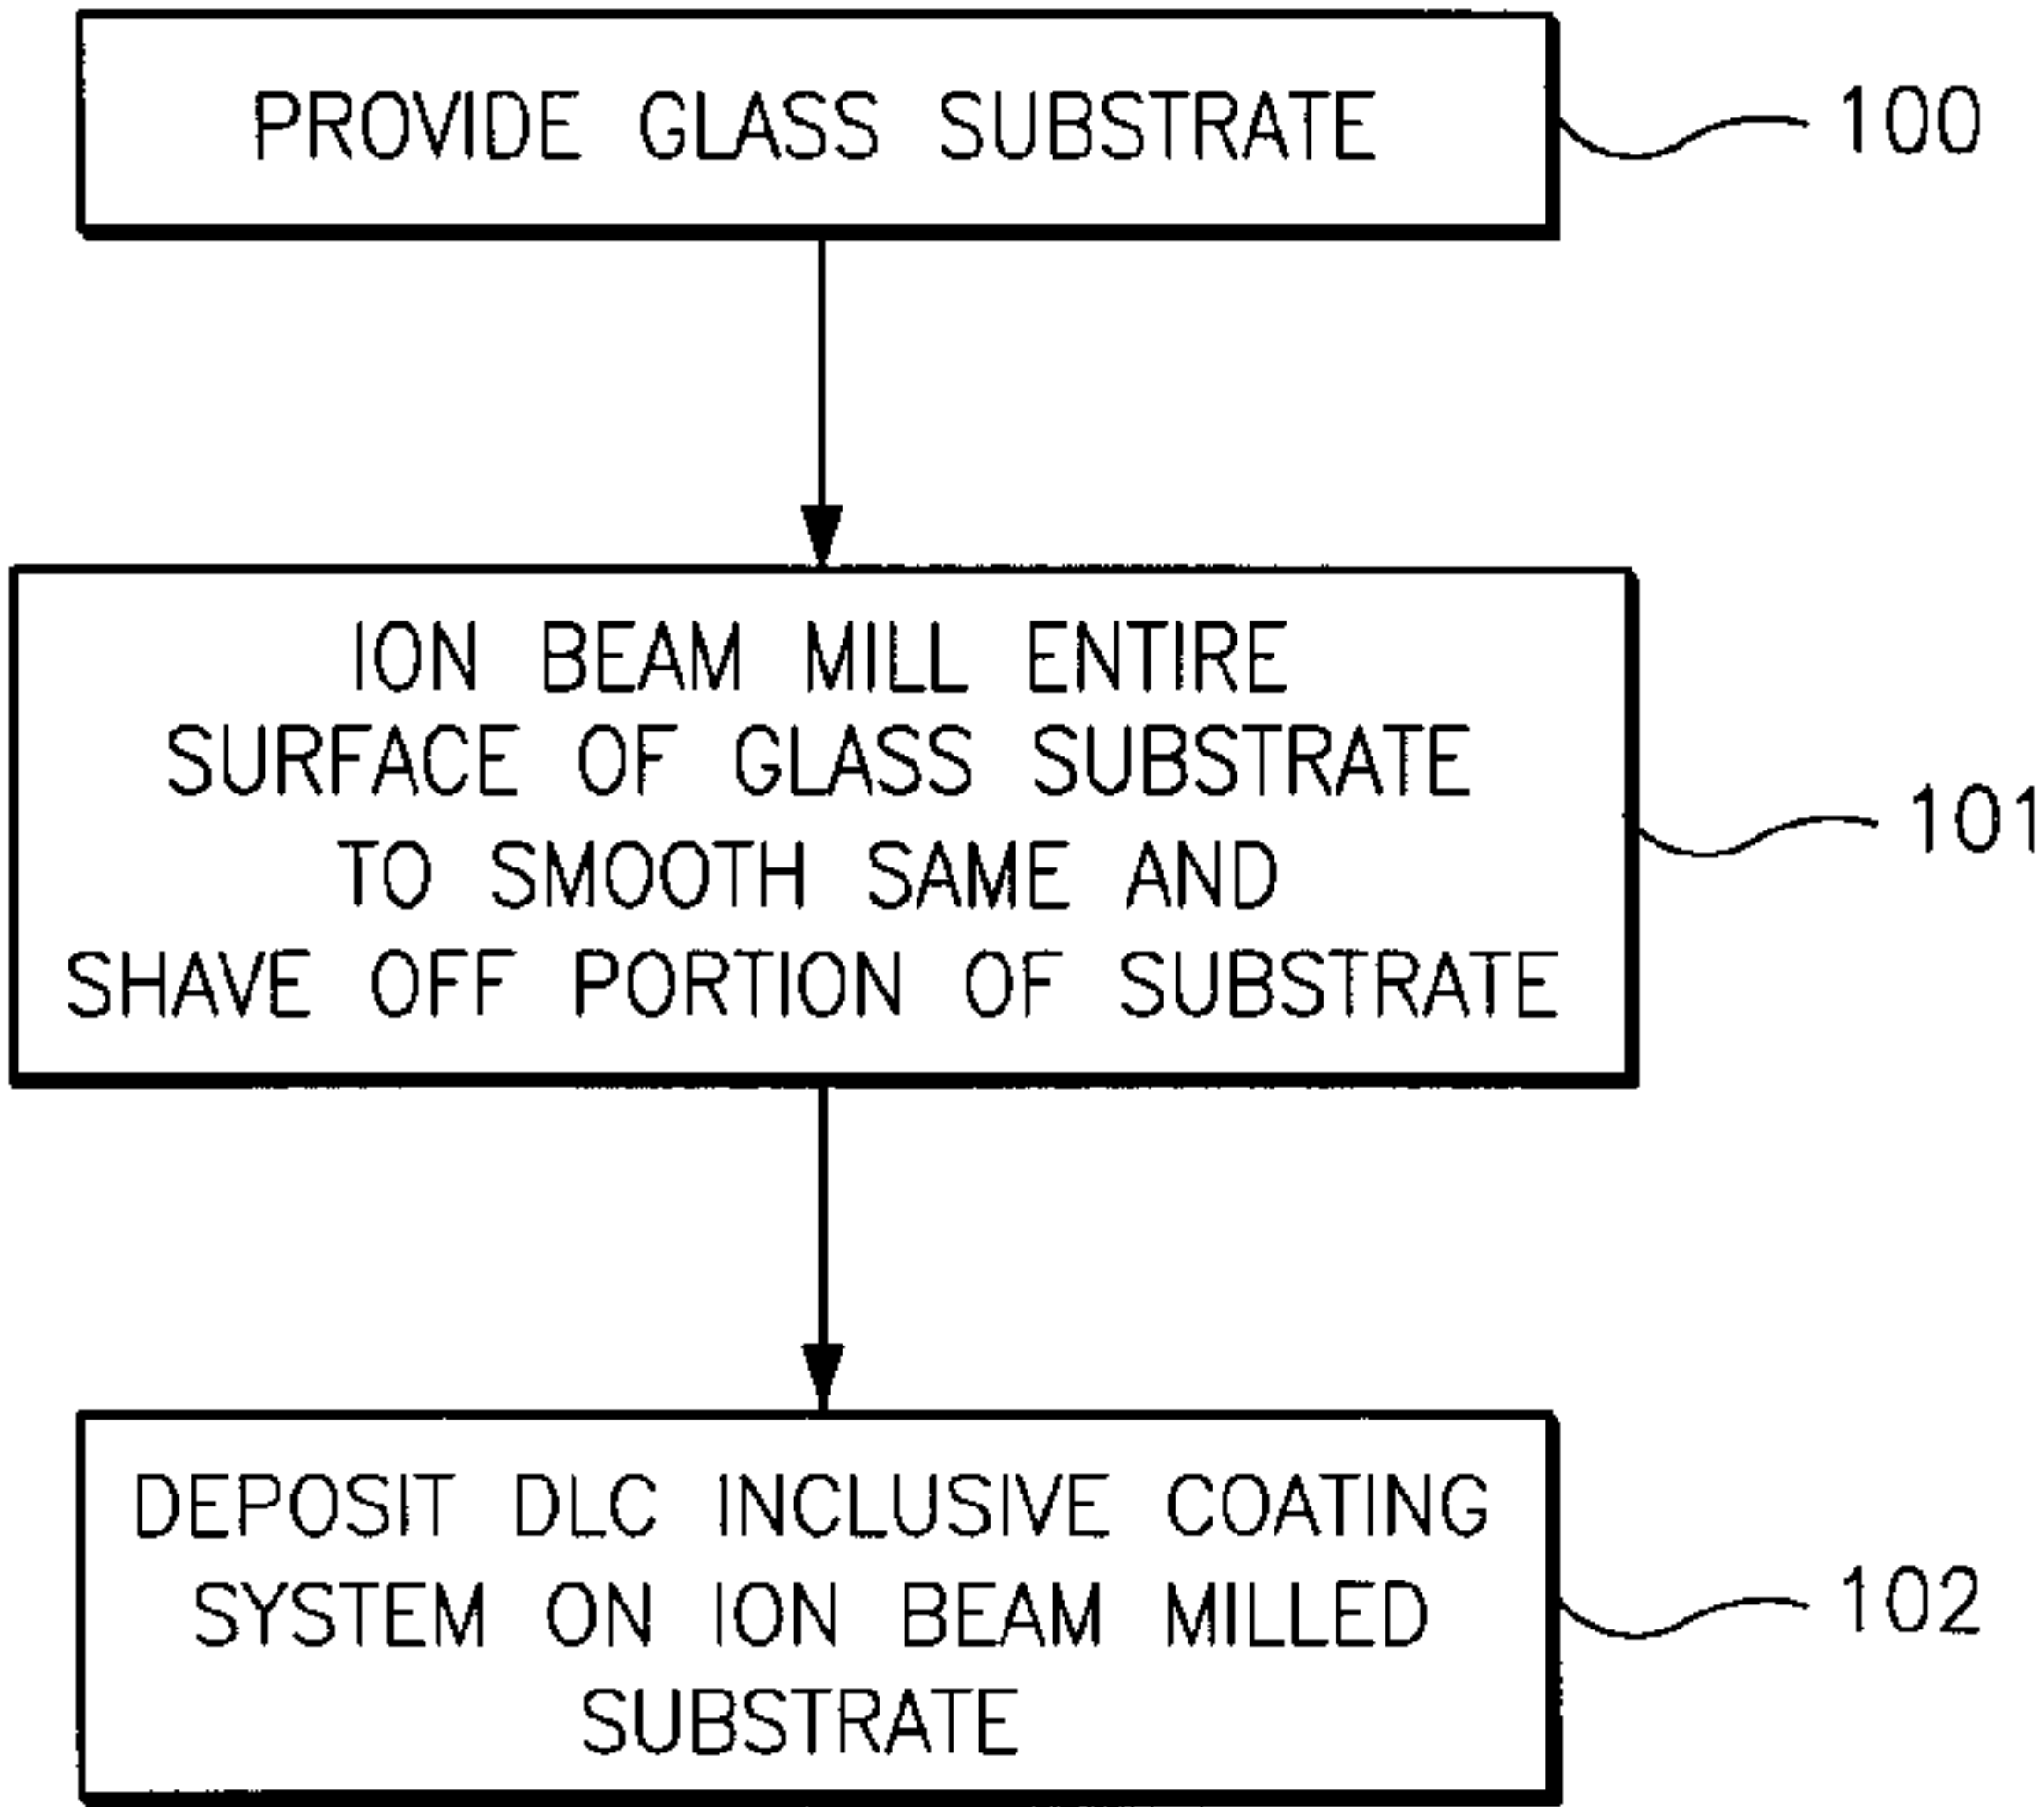 PROVIDE GLASS SUBSTRATE
100
ION BEAM MILL ENTIRE
SURFACE OF GLASS SUBSTRATE
TO SMOOTH SAME AND
SHAVE OFF PORTION OF SUBSTRATE
101
DEPOSIT DLC INCLUSIVE COATING
SYSTEM ON ION BEAM MILLED
SUBSTRATE
102